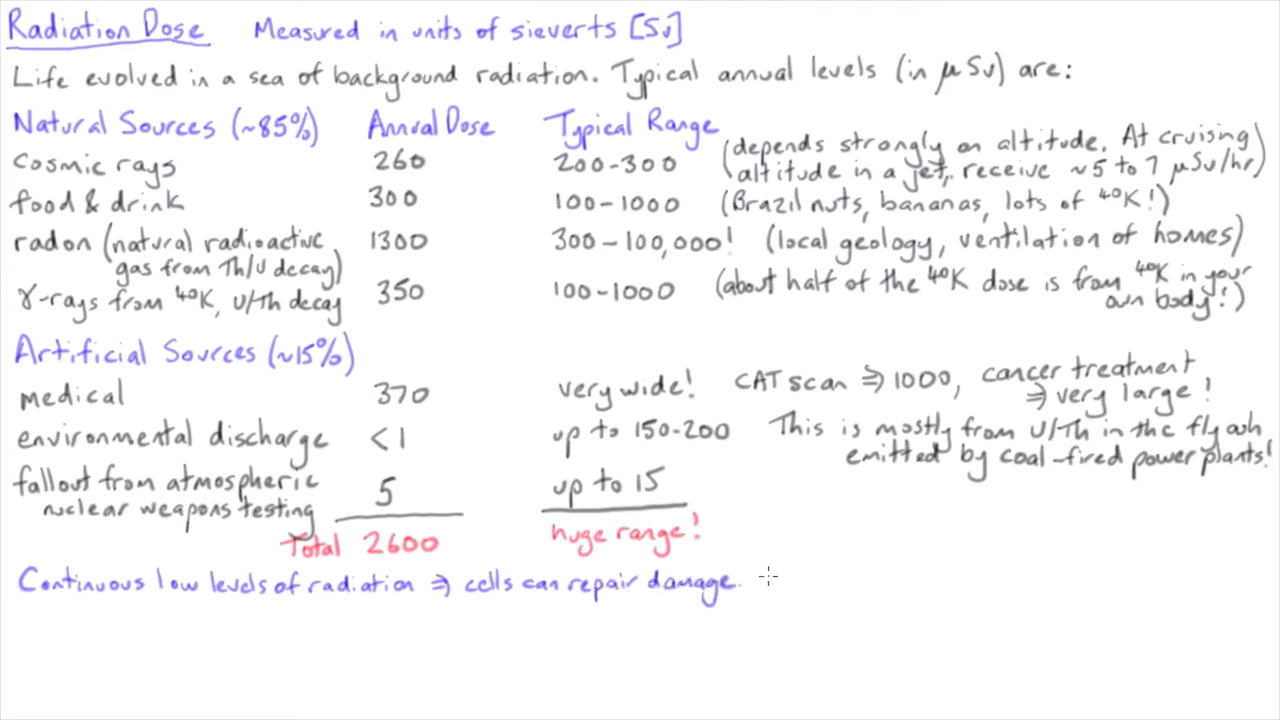 Radiation Dose Measured in units of sieverts [Sv]
Life evolved in a sea of background radiation. Typical annual levels (in μSv) are:
Natural Sources (~85%) Annual Dose Typical Range
cosmic rays 260 200-300 (depends strongly on altitude. At cruising
altitude in a jet, receive ~5 to 7 μSv/hr)
food & drink 300 100-1000 (Brazil nuts, bananas, lots of ⁴⁰K!)
radon (natural radioactive 1300 300-100,000! (local geology, ventilation of homes)
gas from Th/U decay)
γ-rays from ⁴⁰K, U/Th decay 350 100-1000 (about half of the ⁴⁰K dose is from ⁴⁰K in your
own body!)
Artificial Sources (~15%)
medical 370 very wide! CAT scan ⇒ 1000, cancer treatment
⇒ very large!
environmental discharge <1 up to 150-200 This is mostly from U/Th in the fly ash
emitted by coal-fired power plants!
fallout from atmospheric 5 up to 15
nuclear weapons testing
Total 2600 huge range!
Continuous low levels of radiation ⇒ cells can repair damage.